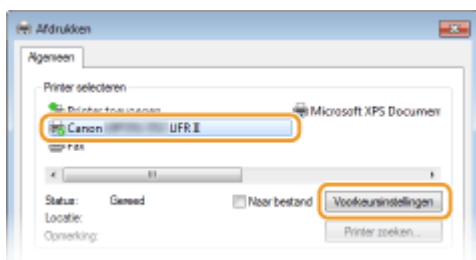 Afdrukken
Algemeen
Printer selecteren
Printer toevoegen
Microsoft XPS Documen
Canon UFR II
Fax
Status: Gereed
Naar bestand
Voorkeursinstellingen
Locatie:
Opmerking:
Printer zoeken...